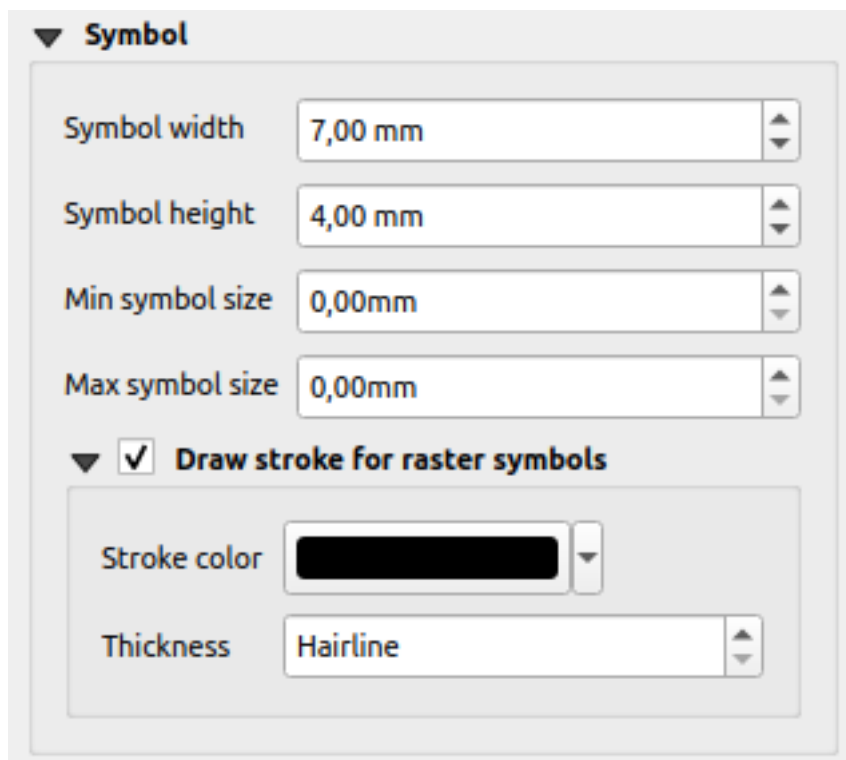 Symbol
Symbol width 7,00 mm
Symbol height 4,00 mm
Min symbol size 0,00mm
Max symbol size 0,00mm
Draw stroke for raster symbols
Stroke color
Thickness Hairline